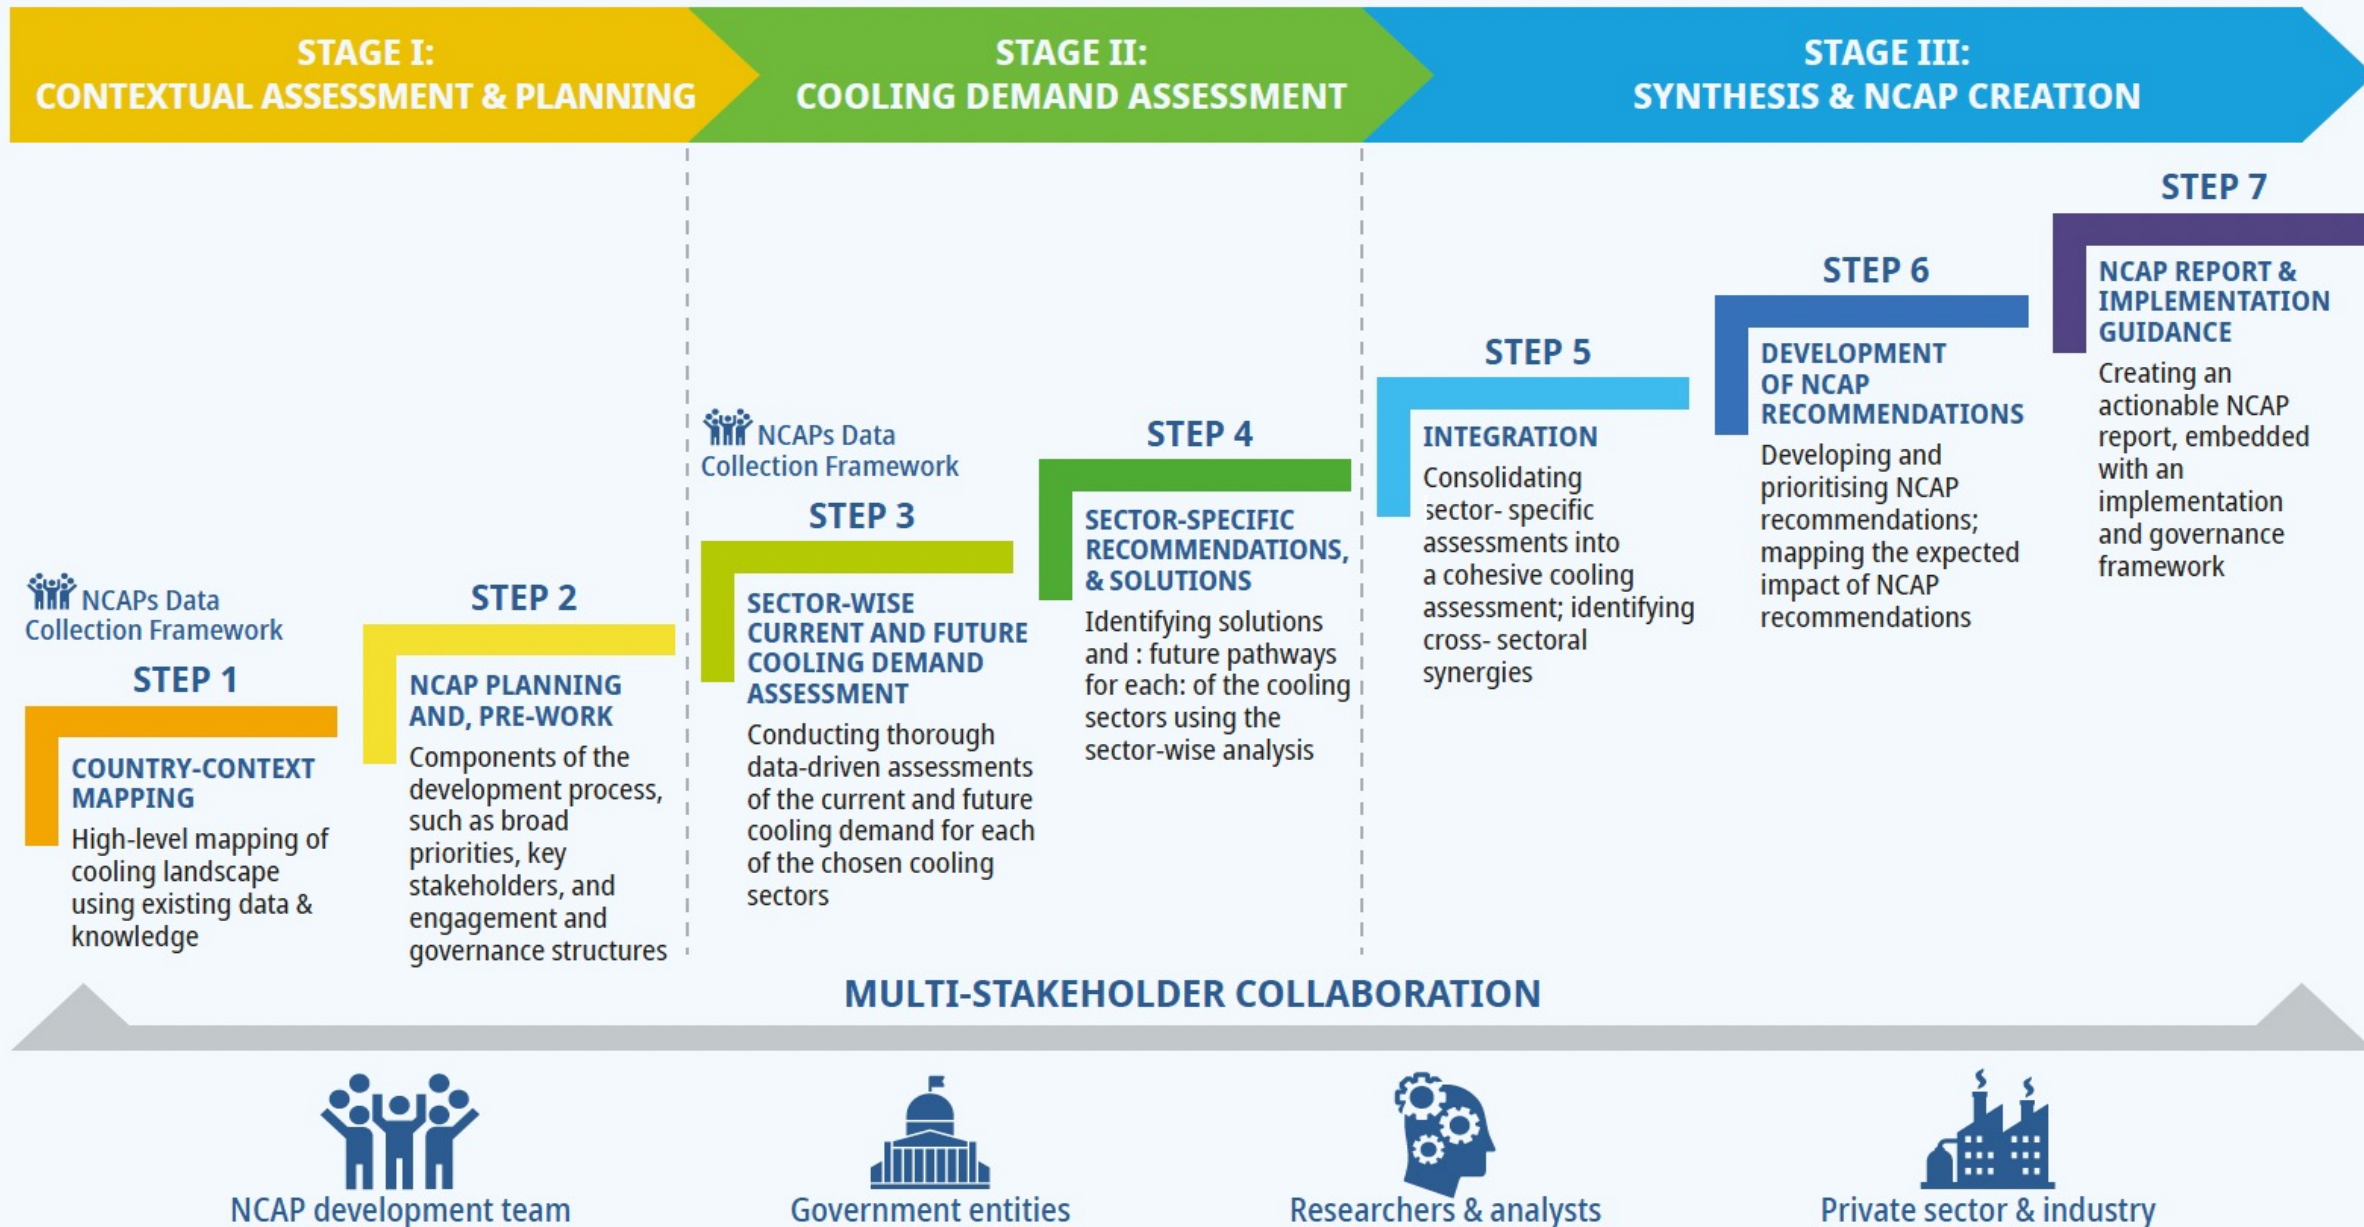 STAGE I:
CONTEXTUAL ASSESSMENT & PLANNING
STAGE II:
COOLING DEMAND ASSESSMENT
STAGE III:
SYNTHESIS & NCAP CREATION
NCAPs Data
Collection Framework
STEP 1
COUNTRY-CONTEXT
MAPPING
High-level mapping of
cooling landscape
using existing data &
knowledge
STEP 2
NCAP PLANNING
AND, PRE-WORK
Components of the
development process,
such as broad
priorities, key
stakeholders, and
engagement and
governance structures
NCAPs Data
Collection Framework
STEP 3
SECTOR-WISE
CURRENT AND FUTURE
COOLING DEMAND
ASSESSMENT
Conducting thorough
data-driven assessments
of the current and future
cooling demand for each
of the chosen cooling
sectors
STEP 4
SECTOR-SPECIFIC
RECOMMENDATIONS,
& SOLUTIONS
Identifying solutions
and : future pathways
for each: of the cooling
sectors using the
sector-wise analysis
STEP 5
INTEGRATION
Consolidating
sector- specific
assessments into
a cohesive cooling
assessment; identifying
cross- sectoral
synergies
STEP 6
DEVELOPMENT
OF NCAP
RECOMMENDATIONS
Developing and
prioritising NCAP
recommendations;
mapping the expected
impact of NCAP
recommendations
STEP 7
NCAP REPORT &
IMPLEMENTATION
GUIDANCE
Creating an
actionable NCAP
report, embedded
with an
implementation
and governance
framework
MULTI-STAKEHOLDER COLLABORATION
NCAP development team
Government entities
Researchers & analysts
Private sector & industry